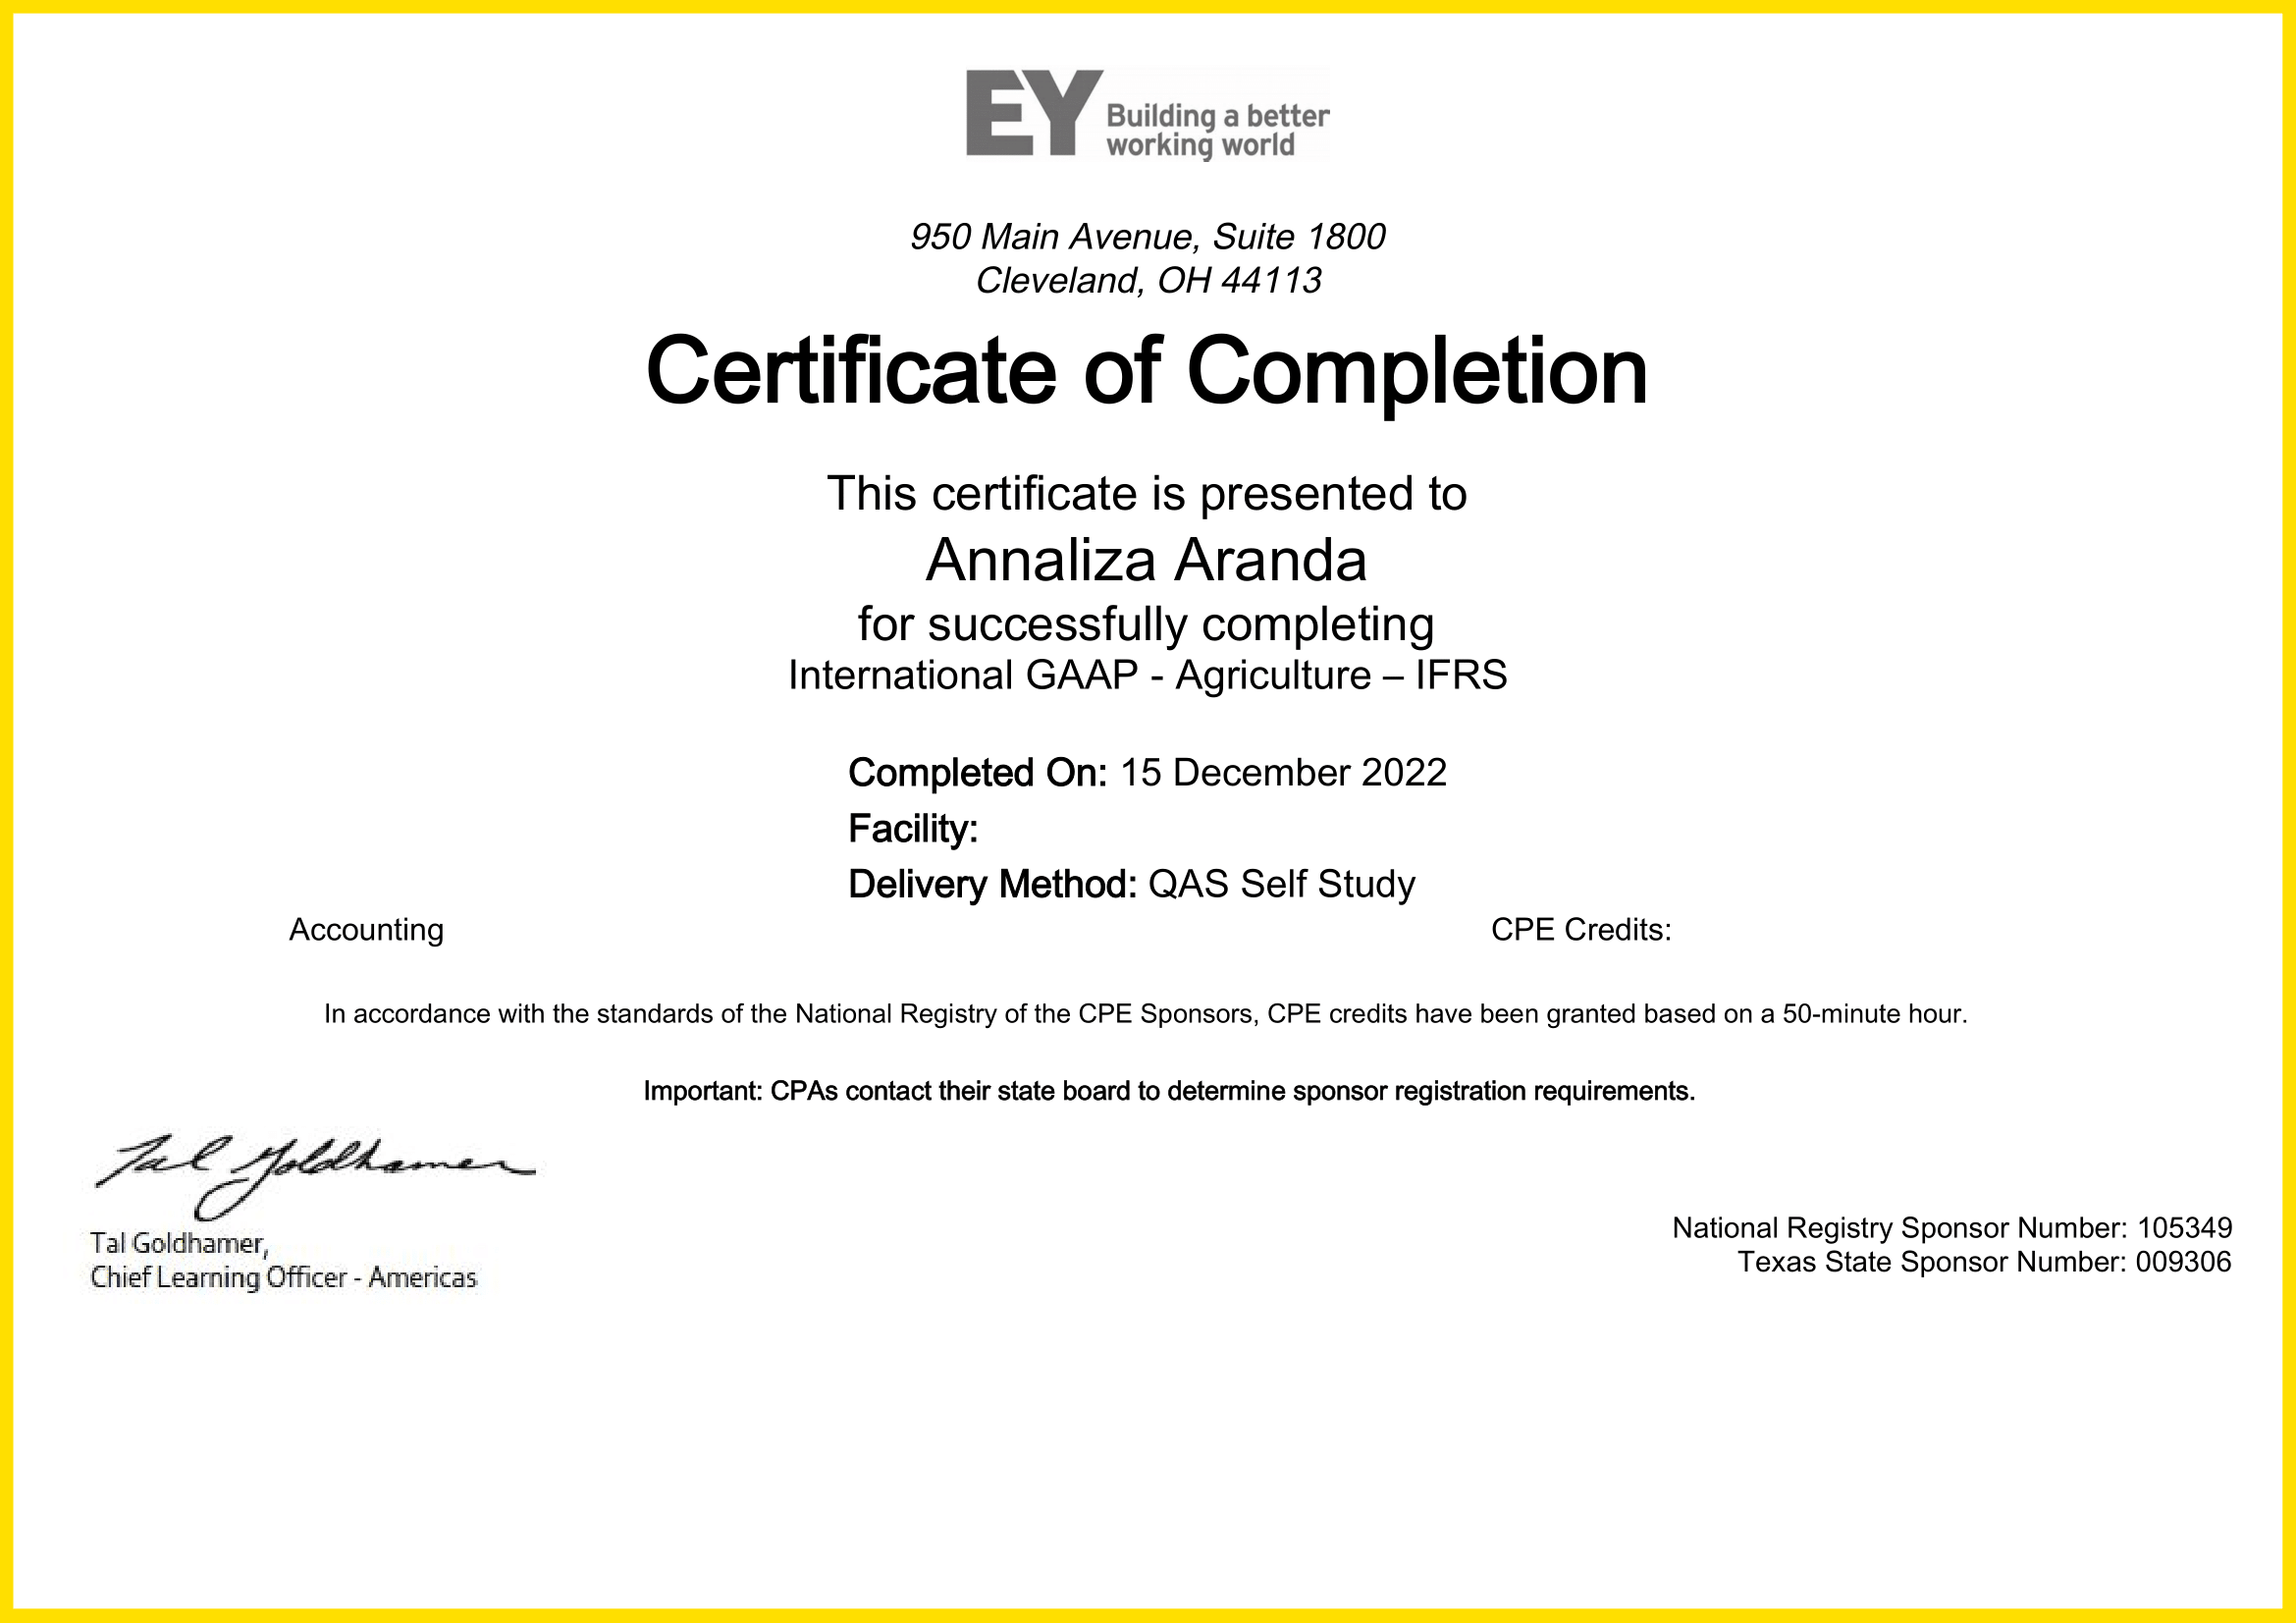 EY Building a better
working world
950 Main Avenue, Suite 1800
Cleveland, OH 44113
Certificate of Completion
This certificate is presented to
Annaliza Aranda
for successfully completing
International GAAP - Agriculture – IFRS
Completed On: 15 December 2022
Facility:
Delivery Method: QAS Self Study
Accounting CPE Credits:
In accordance with the standards of the National Registry of the CPE Sponsors, CPE credits have been granted based on a 50-minute hour.
Important: CPAs contact their state board to determine sponsor registration requirements.
Tal Goldhamer
Tal Goldhamer,
Chief Learning Officer - Americas
National Registry Sponsor Number: 105349
Texas State Sponsor Number: 009306